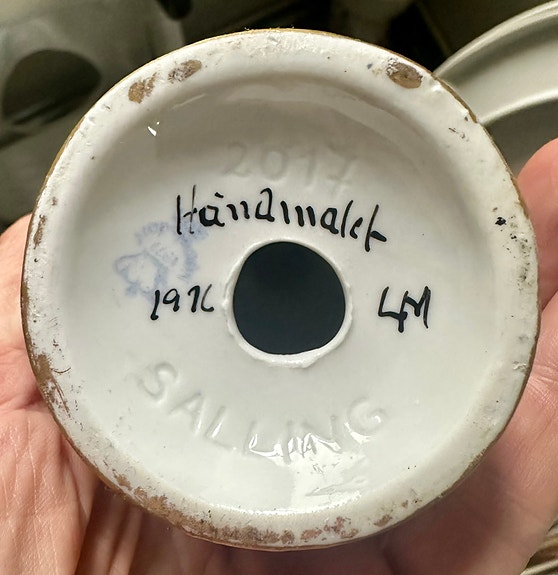 2017
Håndmalet
1976 LM
SALLING